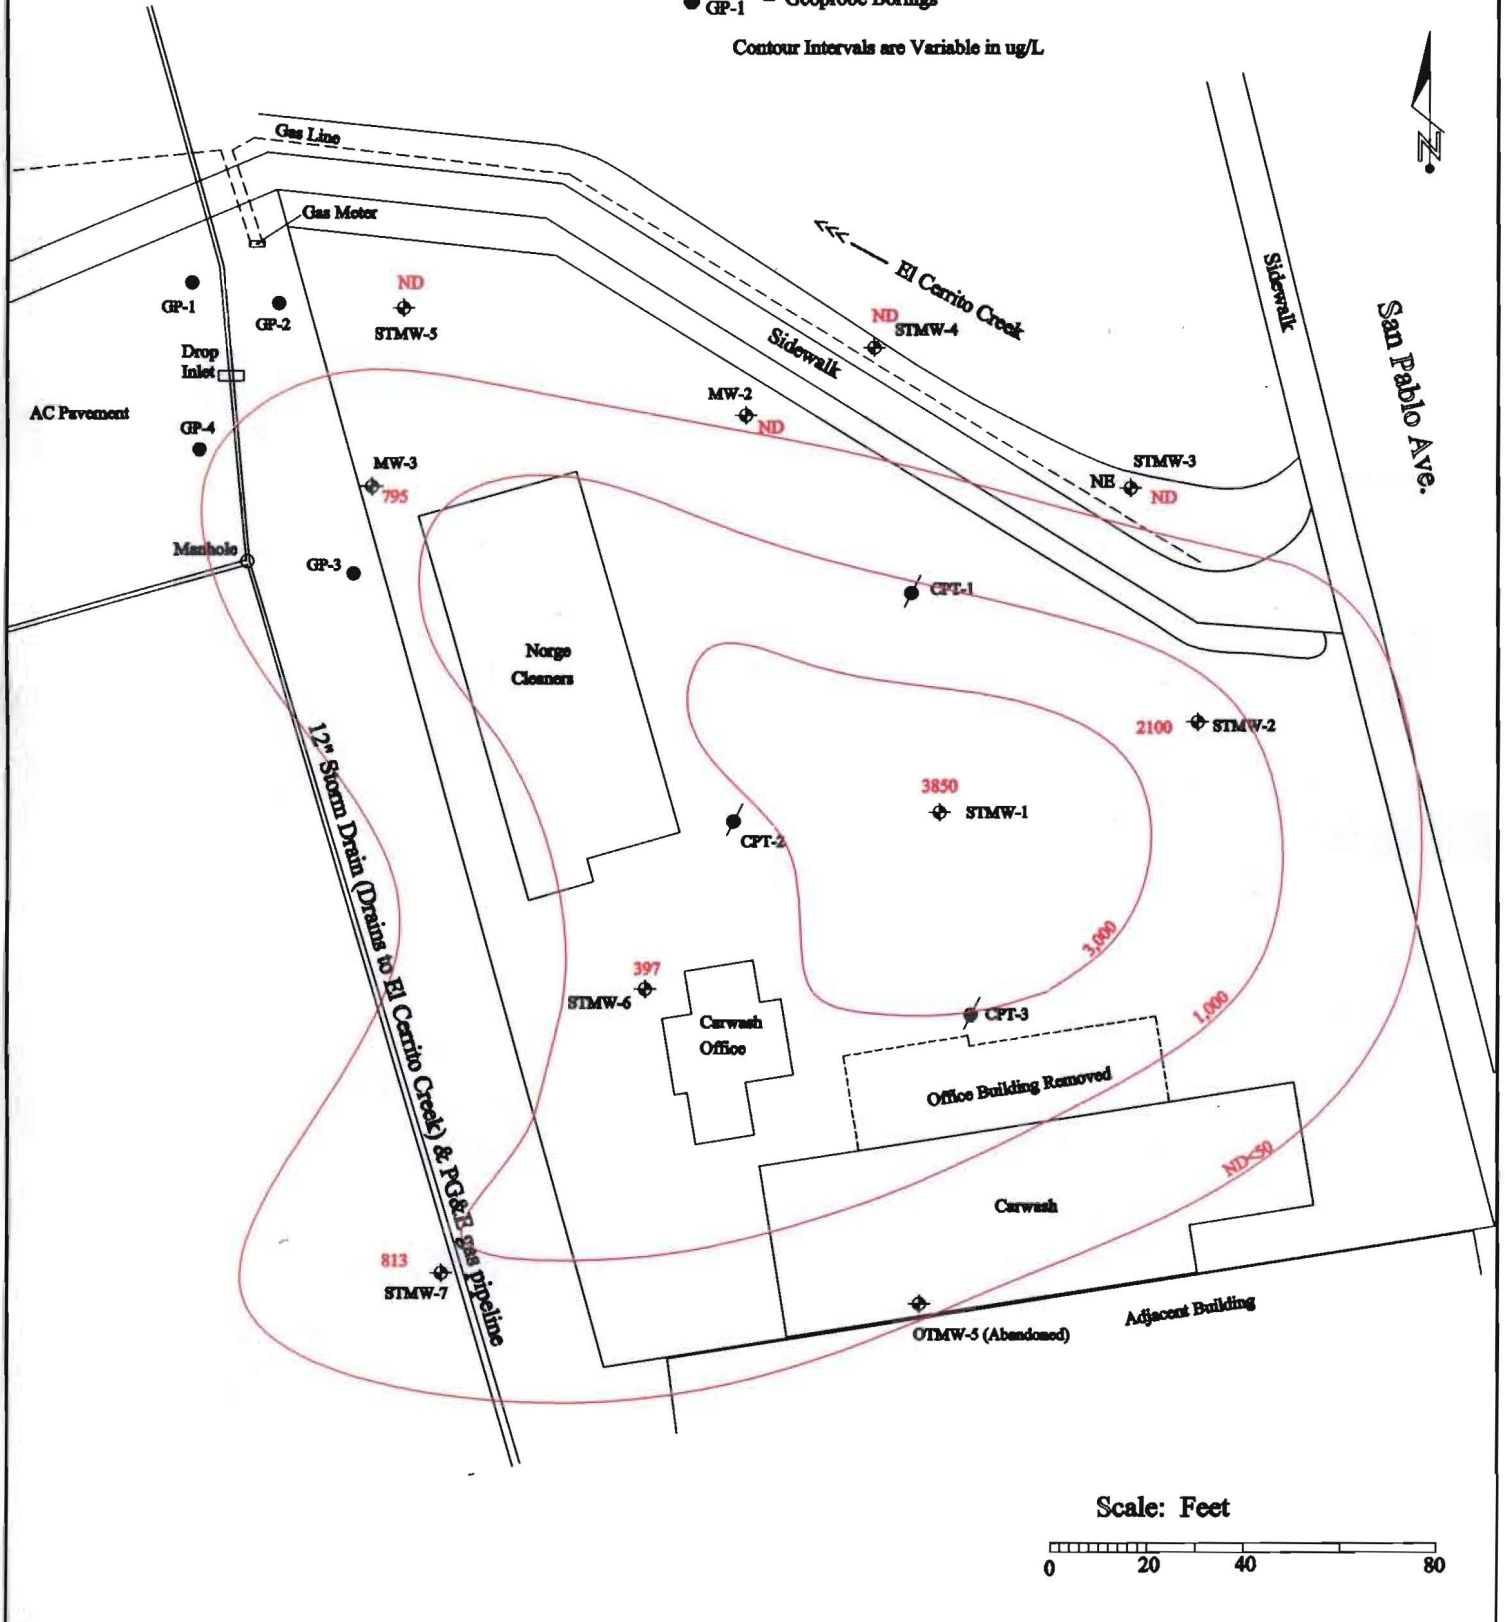 GP-1 = Geoprobe Borings
Contour Intervals are Variable in ug/L
N
Gas Line
Gas Meter
El Cerrito Creek
Sidewalk
San Pablo Ave.
GP-1
GP-2
ND
STMW-5
ND
STMW-4
Sidewalk
Drop
Inlet
AC Pavement
GP-4
MW-2
ND
MW-3
795
STMW-3
NE
ND
Manhole
GP-3
CPT-1
Norge
Cleaners
2100
STMW-2
3850
STMW-1
CPT-2
12" Storm Drain (Drains to El Cerrito Creek) & PG&E gas pipeline
3,000
397
STMW-6
Carwash
Office
CPT-3
1,000
Office Building Removed
ND<50
Carwash
813
STMW-7
OTMW-5 (Abandoned)
Adjacent Building
Scale: Feet
0 20 40 80